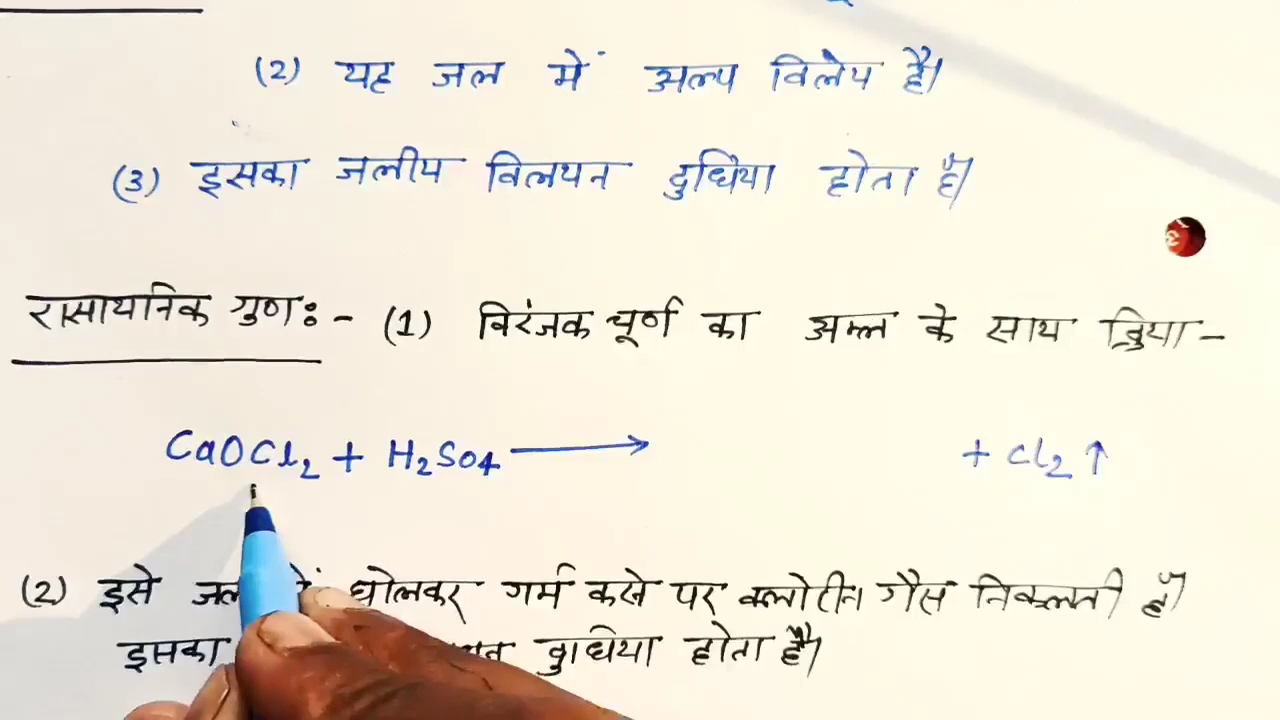 (2) यह जल में अल्प विलेय है।
(3) इसका जलीय विलयन दुधिया होता है।
रासायनिक गुण:- (1) विरंजक चूर्ण का अम्ल के साथ क्रिया-
CaOCl₂ + H₂SO₄ ⟶ + Cl₂ ↑
(2) इसे घोलकर गर्म करने पर क्लोरीन गैस निकलती है।
इसका दुधिया होता है।